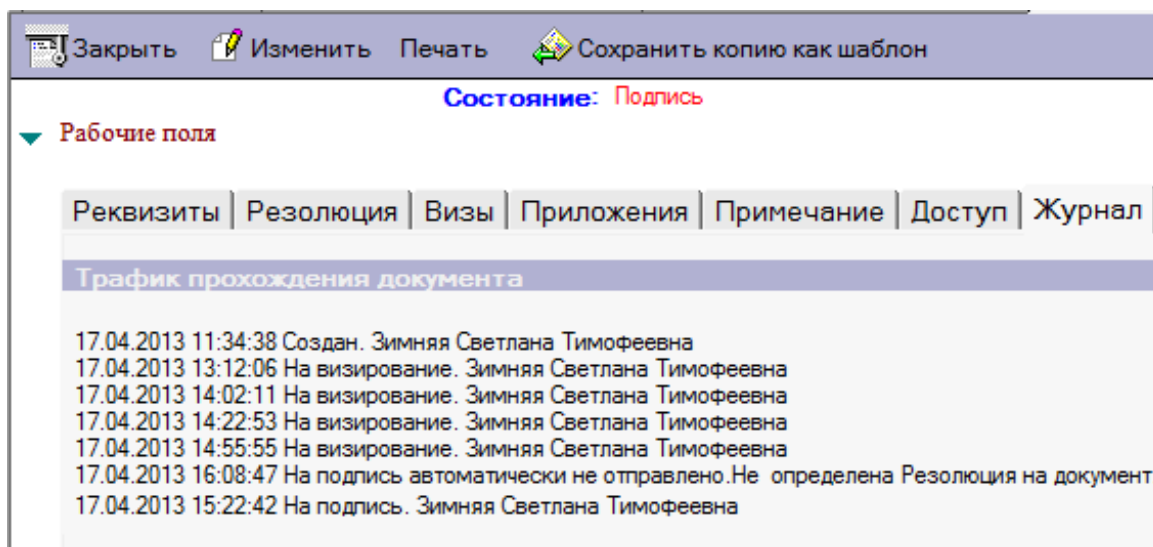 Закрыть Изменить Печать Сохранить копию как шаблон
Состояние: Подпись
Рабочие поля
Реквизиты Резолюция Визы Приложения Примечание Доступ Журнал
Трафик прохождения документа
17.04.2013 11:34:38 Создан. Зимняя Светлана Тимофеевна
17.04.2013 13:12:06 На визирование. Зимняя Светлана Тимофеевна
17.04.2013 14:02:11 На визирование. Зимняя Светлана Тимофеевна
17.04.2013 14:22:53 На визирование. Зимняя Светлана Тимофеевна
17.04.2013 14:55:55 На визирование. Зимняя Светлана Тимофеевна
17.04.2013 16:08:47 На подпись автоматически не отправлено.Не определена Резолюция на документ
17.04.2013 15:22:42 На подпись. Зимняя Светлана Тимофеевна